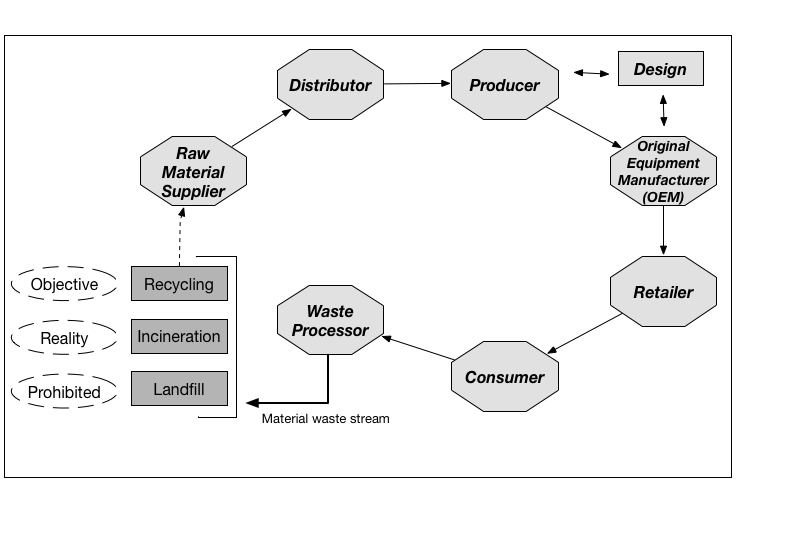 Distributor
Producer
Design
Raw
Material
Supplier
Original
Equipment
Manufacturer
(OEM)
Objective
Recycling
Retailer
Reality
Incineration
Waste
Processor
Prohibited
Landfill
Consumer
Material waste stream